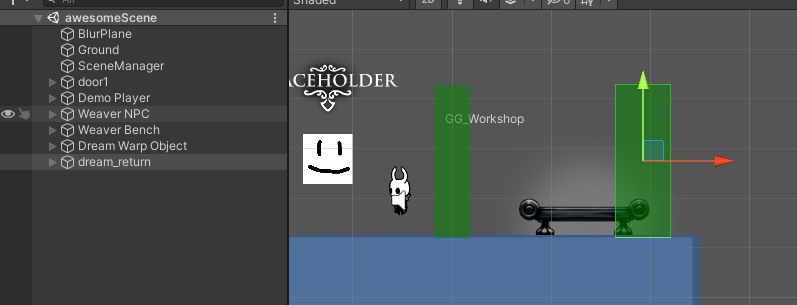 All
Shaded
2D
0
awesomeScene
BlurPlane
Ground
SceneManager
door1
Demo Player
Weaver NPC
Weaver Bench
Dream Warp Object
dream_return
ACEHOLDER
GG_Workshop